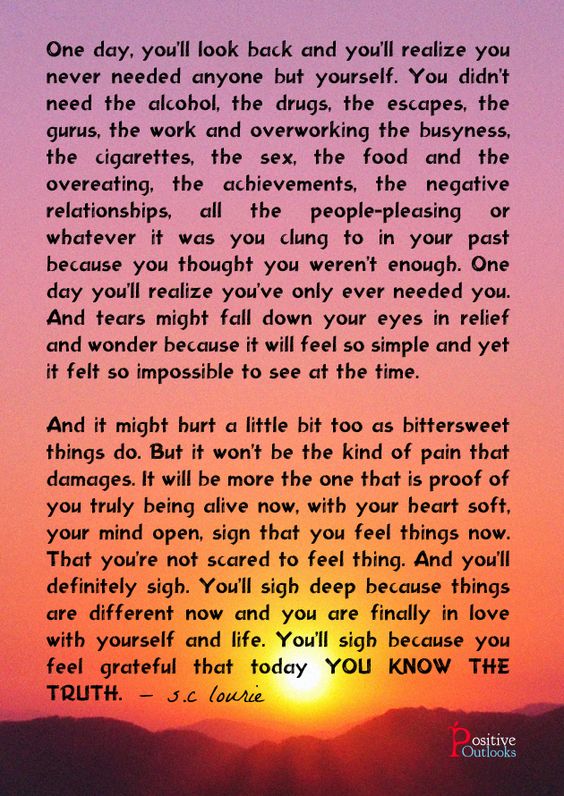 One day, you'll look back and you'll realize you
never needed anyone but yourself. You didn't
need the alcohol, the drugs, the escapes, the
gurus, the work and overworking the busyness,
the cigarettes, the sex, the food and the
overeating, the achievements, the negative
relationships, all the people-pleasing or
whatever it was you clung to in your past
because you thought you weren't enough. One
day you'll realize you've only ever needed you.
And tears might fall down your eyes in relief
and wonder because it will feel so simple and yet
it felt so impossible to see at the time.
And it might hurt a little bit too as bittersweet
things do. But it won't be the kind of pain that
damages. It will be more the one that is proof of
you truly being alive now, with your heart soft,
your mind open, sign that you feel things now.
That you're not scared to feel thing. And you'll
definitely sigh. You'll sigh deep because things
are different now and you are finally in love
with yourself and life. You'll sigh because you
feel grateful that today YOU KNOW THE
TRUTH. – s.c lourie
Positive
Outlooks